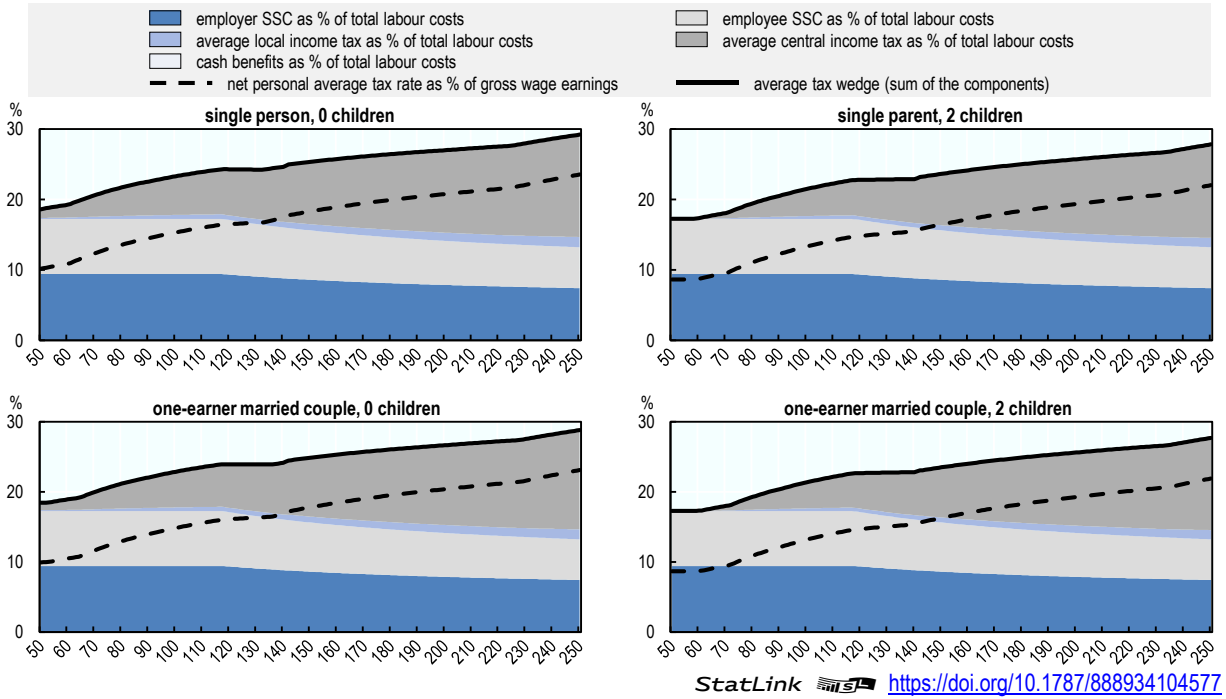 employer SSC as % of total labour costs
employee SSC as % of total labour costs
average local income tax as % of total labour costs
average central income tax as % of total labour costs
cash benefits as % of total labour costs
net personal average tax rate as % of gross wage earnings
average tax wedge (sum of the components)
%
single person, 0 children
30
20
10
0
50 60 70 80 90 100 110 120 130 140 150 160 170 180 190 200 210 220 230 240 250
%
single parent, 2 children
30
20
10
0
50 60 70 80 90 100 110 120 130 140 150 160 170 180 190 200 210 220 230 240 250
%
one-earner married couple, 0 children
30
20
10
0
50 60 70 80 90 100 110 120 130 140 150 160 170 180 190 200 210 220 230 240 250
%
one-earner married couple, 2 children
30
20
10
0
50 60 70 80 90 100 110 120 130 140 150 160 170 180 190 200 210 220 230 240 250
StatLink https://doi.org/10.1787/888934104577